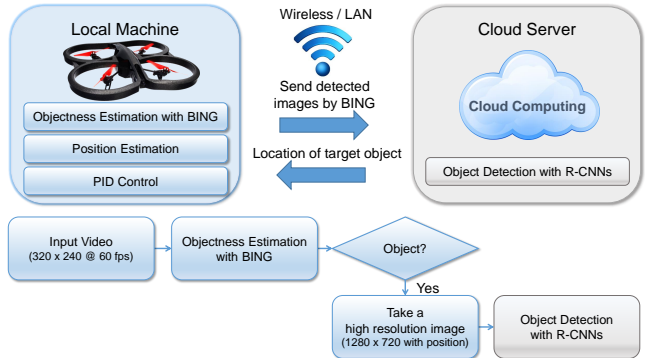 Local Machine
Objectness Estimation with BING
Position Estimation
PID Control
Wireless / LAN
Send detected
images by BING
Location of target object
Cloud Server
Cloud Computing
Object Detection with R-CNNs
Input Video
(320 x 240 @ 60 fps)
Objectness Estimation
with BING
Object?
Yes
Take a
high resolution image
(1280 x 720 with position)
Object Detection
with R-CNNs